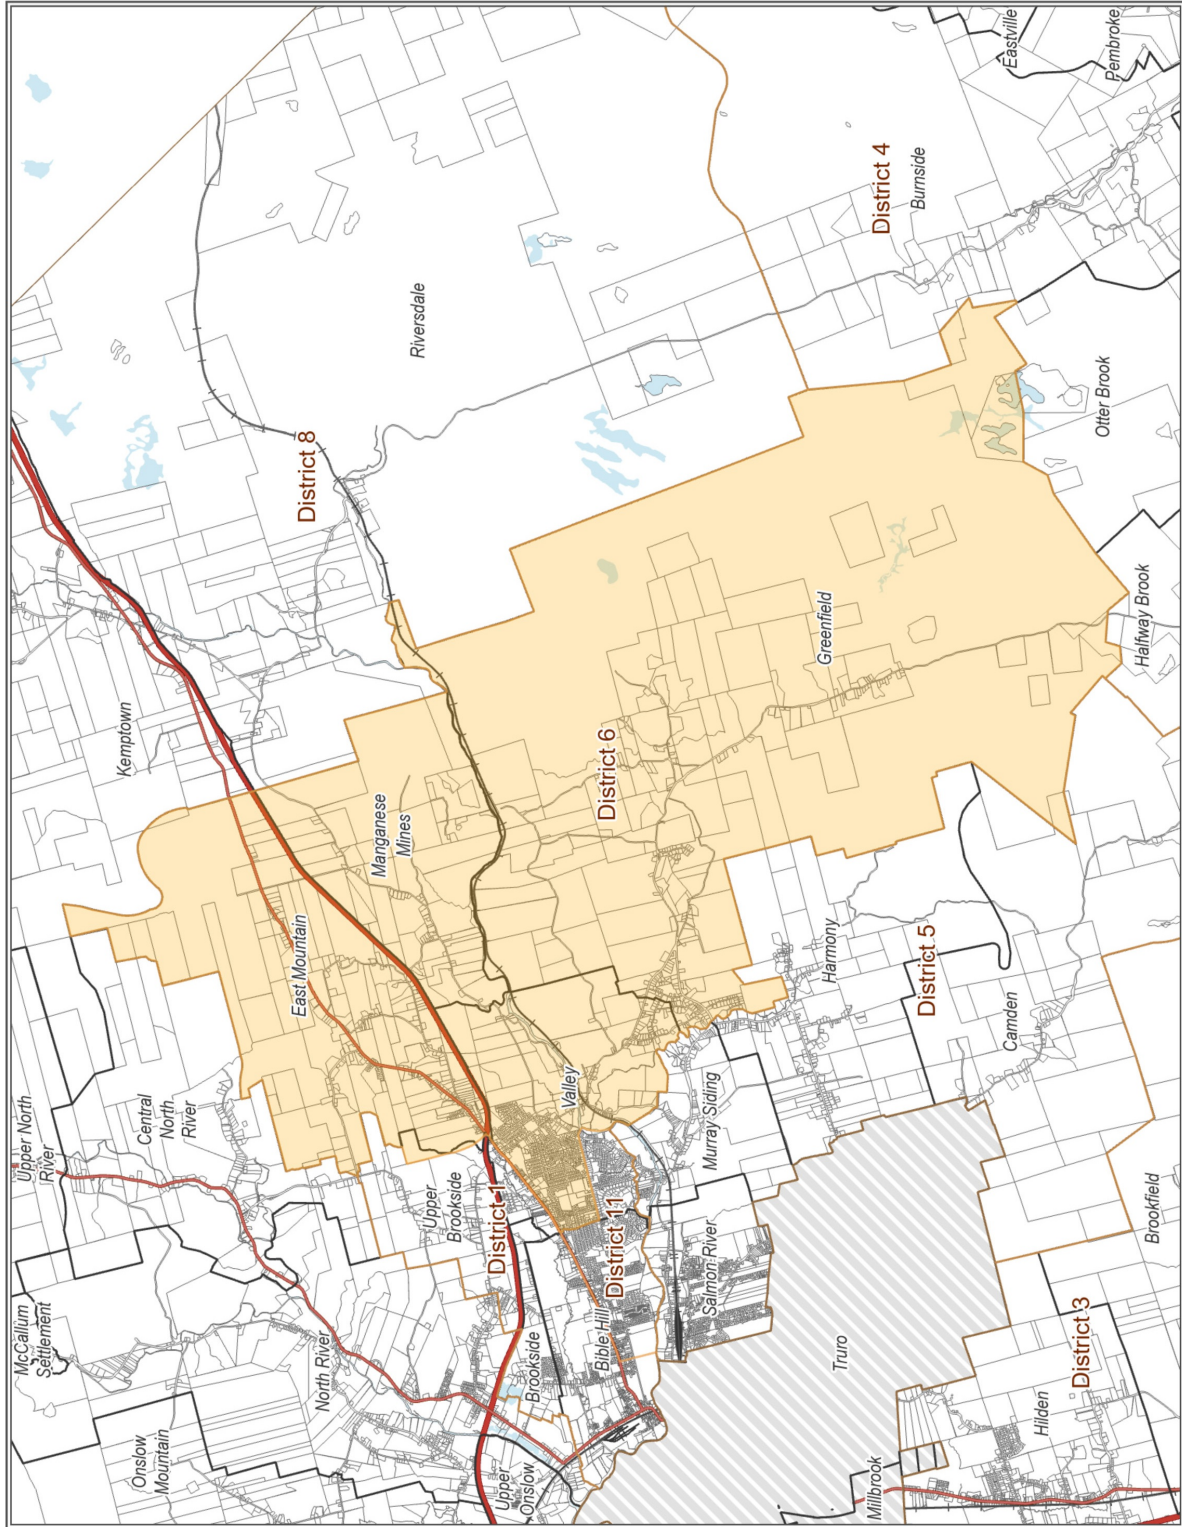 Upper North
River
McCallum
Settlement
Onslow
Mountain
Central
North
River
North River
Upper
Brookside
District 1
Upper
Onslow
Brookside
Bible Hill
District 11
Salmon River
Murray Siding
Valley
East Mountain
Manganese
Mines
Kemptown
District 8
Riversdale
District 6
Greenfield
Harmony
District 5
Camden
Truro
Millbrook
Hilden
District 3
Brookfield
Halfway Brook
Otter Brook
District 4
Burnside
Eastville
Pembroke